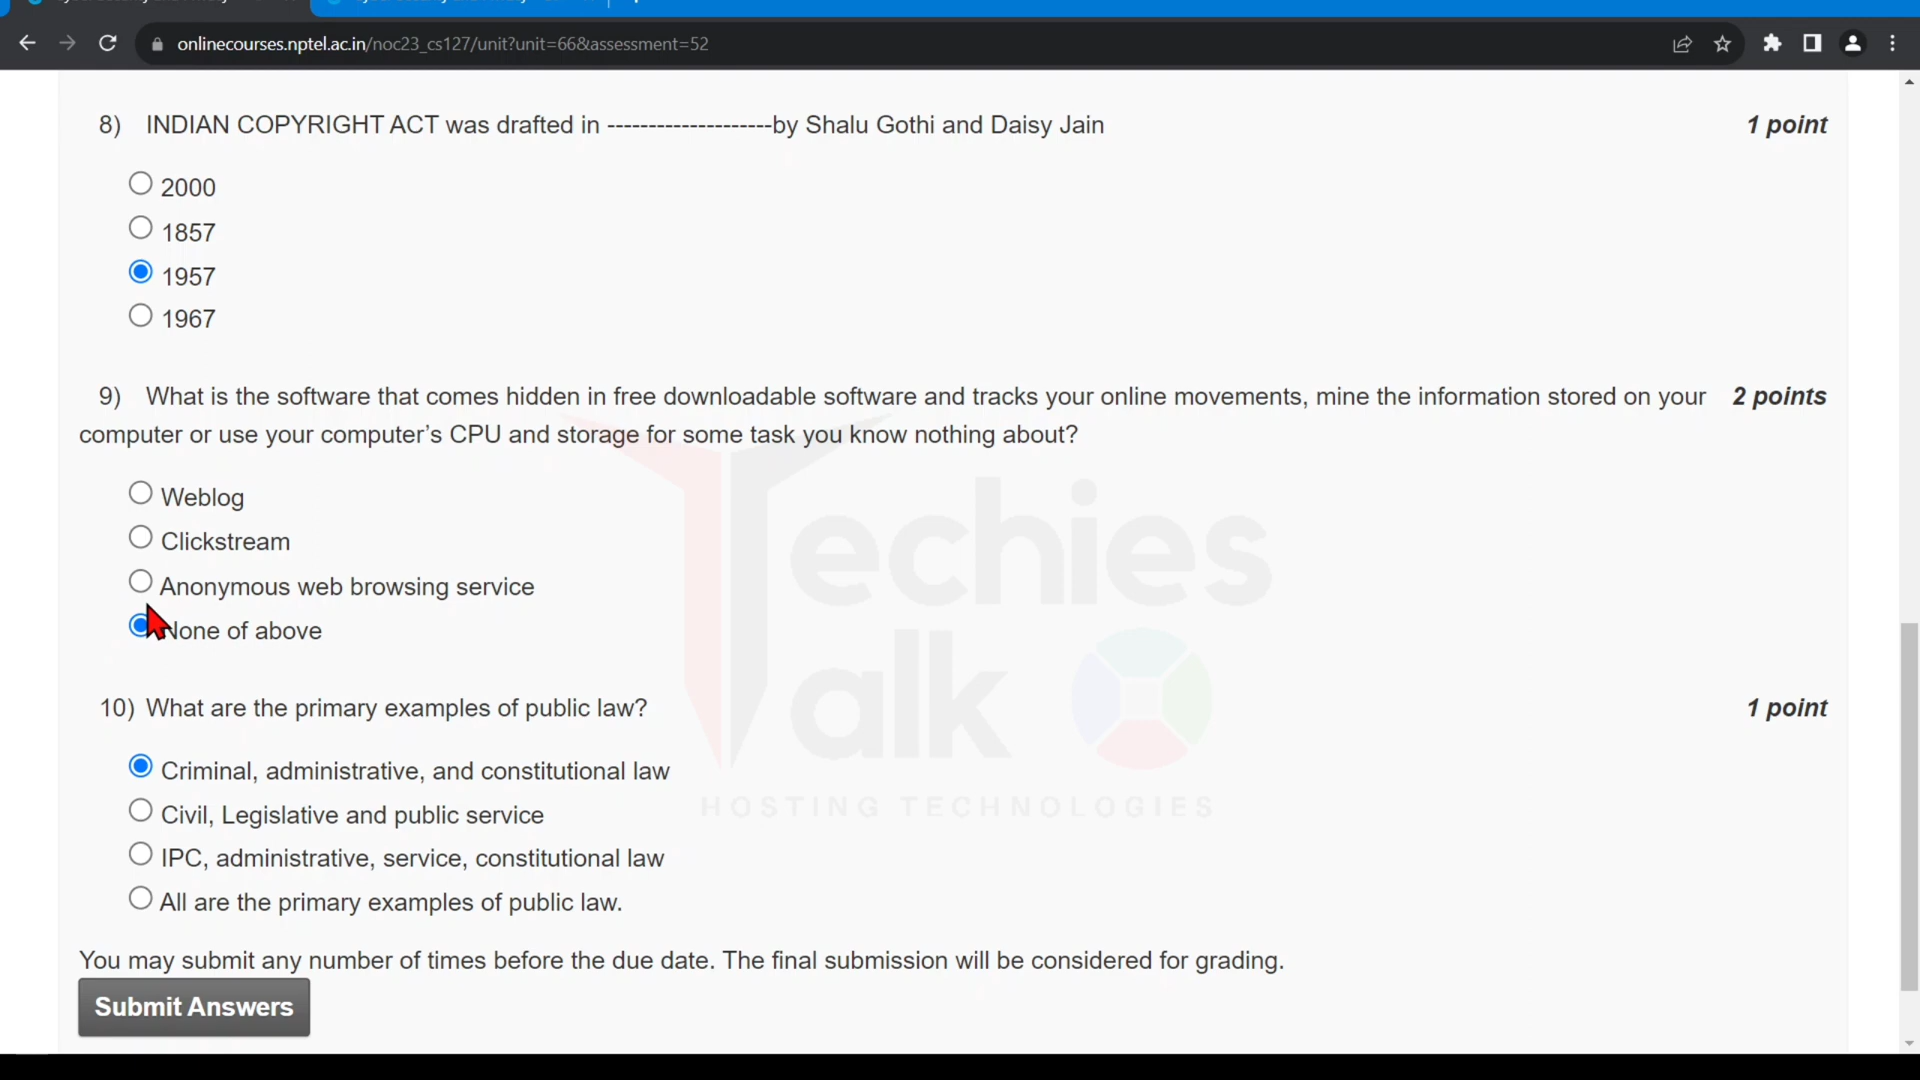 onlinecourses.nptel.ac.in/noc23_cs127/unit?unit=66&assessment=52
8) INDIAN COPYRIGHT ACT was drafted in --------------------by Shalu Gothi and Daisy Jain 1 point
2000
1857
1957
1967
9) What is the software that comes hidden in free downloadable software and tracks your online movements, mine the information stored on your 2 points
computer or use your computer’s CPU and storage for some task you know nothing about?
Weblog
Clickstream
Anonymous web browsing service
None of above
Techies
Talk
HOSTING TECHNOLOGIES
10) What are the primary examples of public law? 1 point
Criminal, administrative, and constitutional law
Civil, Legislative and public service
IPC, administrative, service, constitutional law
All are the primary examples of public law.
You may submit any number of times before the due date. The final submission will be considered for grading.
Submit Answers